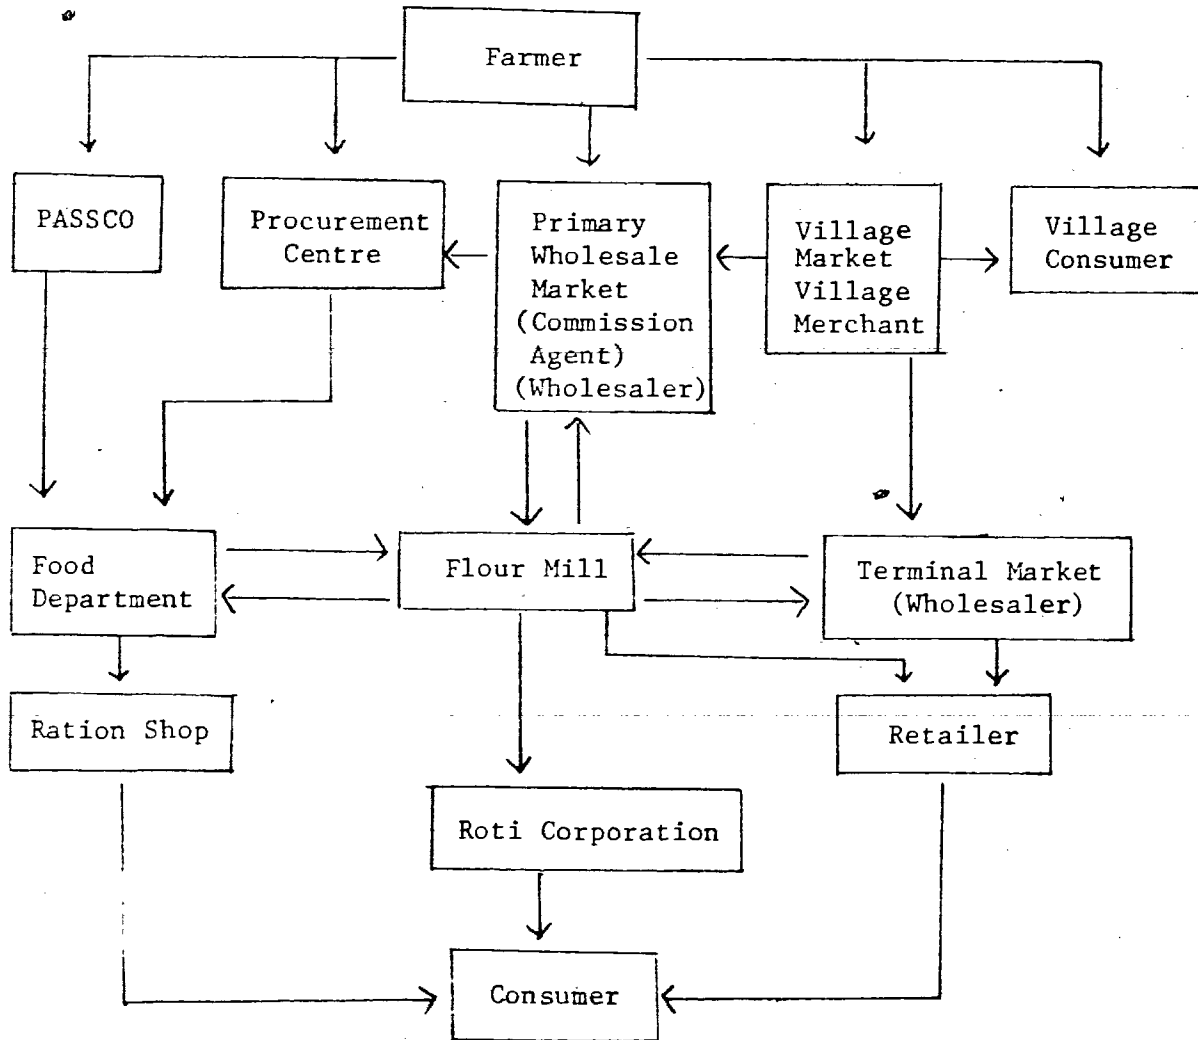 Farmer
PASSCO
Procurement
Centre
Primary
Wholesale
Market
(Commission
Agent)
(Wholesaler)
Village
Market
Village
Merchant
Village
Consumer
Food
Department
Flour Mill
Terminal Market
(Wholesaler)
Ration Shop
Retailer
Roti Corporation
Consumer